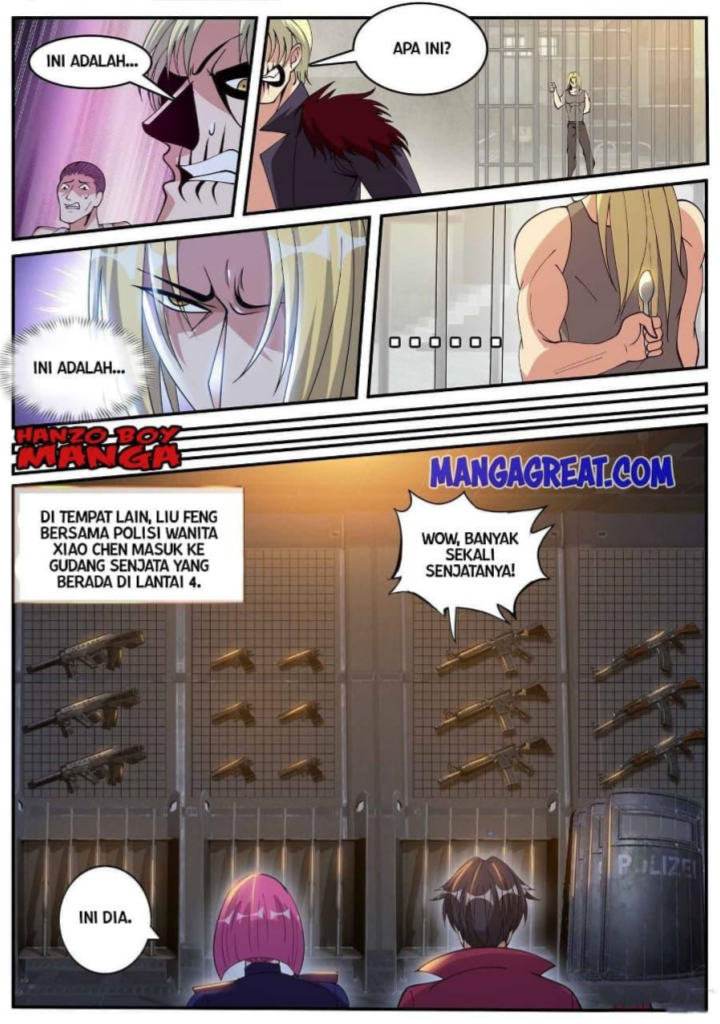 INI ADALAH...
APA INI?
INI ADALAH...
HANZO BOY
MANGA
MANGAGREAT.COM
DI TEMPAT LAIN, LIU FENG
BERSAMA POLISI WANITA
XIAO CHEN MASUK KE
GUDANG SENJATA YANG
BERADA DI LANTAI 4.
WOW, BANYAK
SEKALI
SENJATANYA!
INI DIA.
POLIZEI